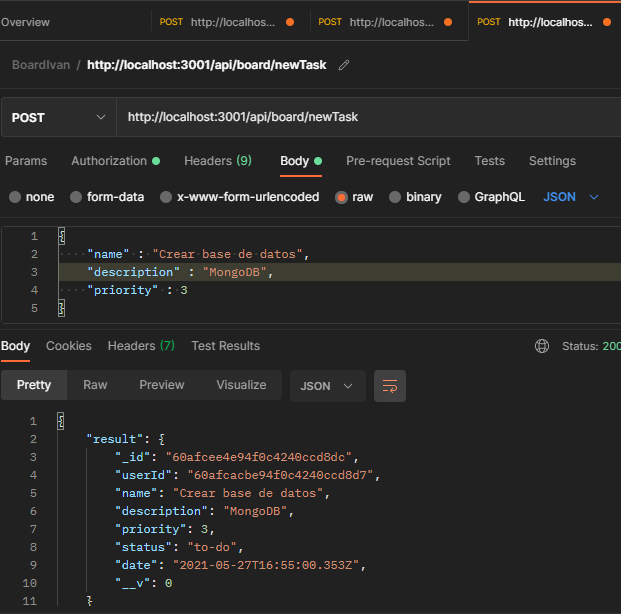 Overview POST http://localhos... POST http://localhos... POST http://localhos...
BoardIvan / http://localhost:3001/api/board/newTask
POST http://localhost:3001/api/board/newTask
Params Authorization Headers (9) Body Pre-request Script Tests Settings
none form-data x-www-form-urlencoded raw binary GraphQL JSON
1 {
2 ····"name" : "Crear base de datos",
3 "description" : "MongoDB",
4 ····"priority" : 3
5 }
Body Cookies Headers (7) Test Results Status: 200
Pretty Raw Preview Visualize JSON
1 {
2 "result": {
3 "_id": "60afcee4e94f0c4240ccd8dc",
4 "userId": "60afcacbe94f0c4240ccd8d7",
5 "name": "Crear base de datos",
6 "description": "MongoDB",
7 "priority": 3,
8 "status": "to-do",
9 "date": "2021-05-27T16:55:00.353Z",
10 "__v": 0
11 }